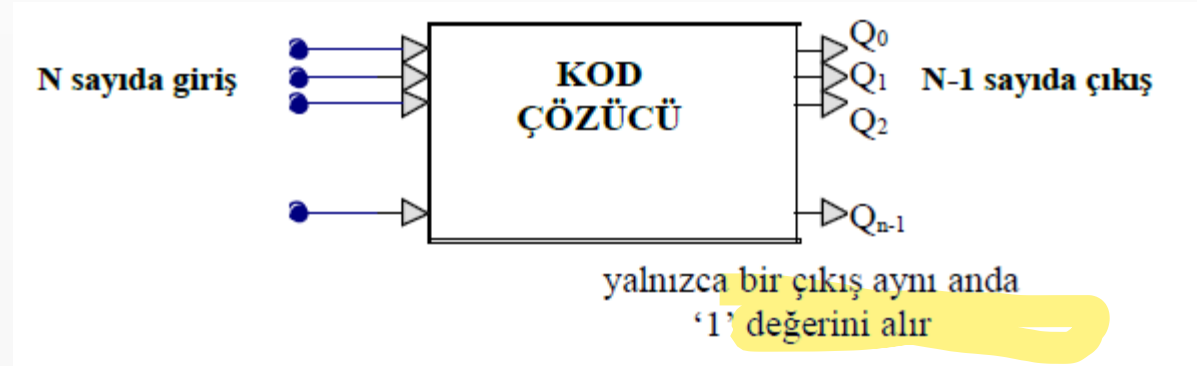 N sayıda giriş
KOD
ÇÖZÜCÜ
Q0
Q1
Q2
Qn-1
N-1 sayıda çıkış
yalnızca bir çıkış aynı anda
‘1’ değerini alır